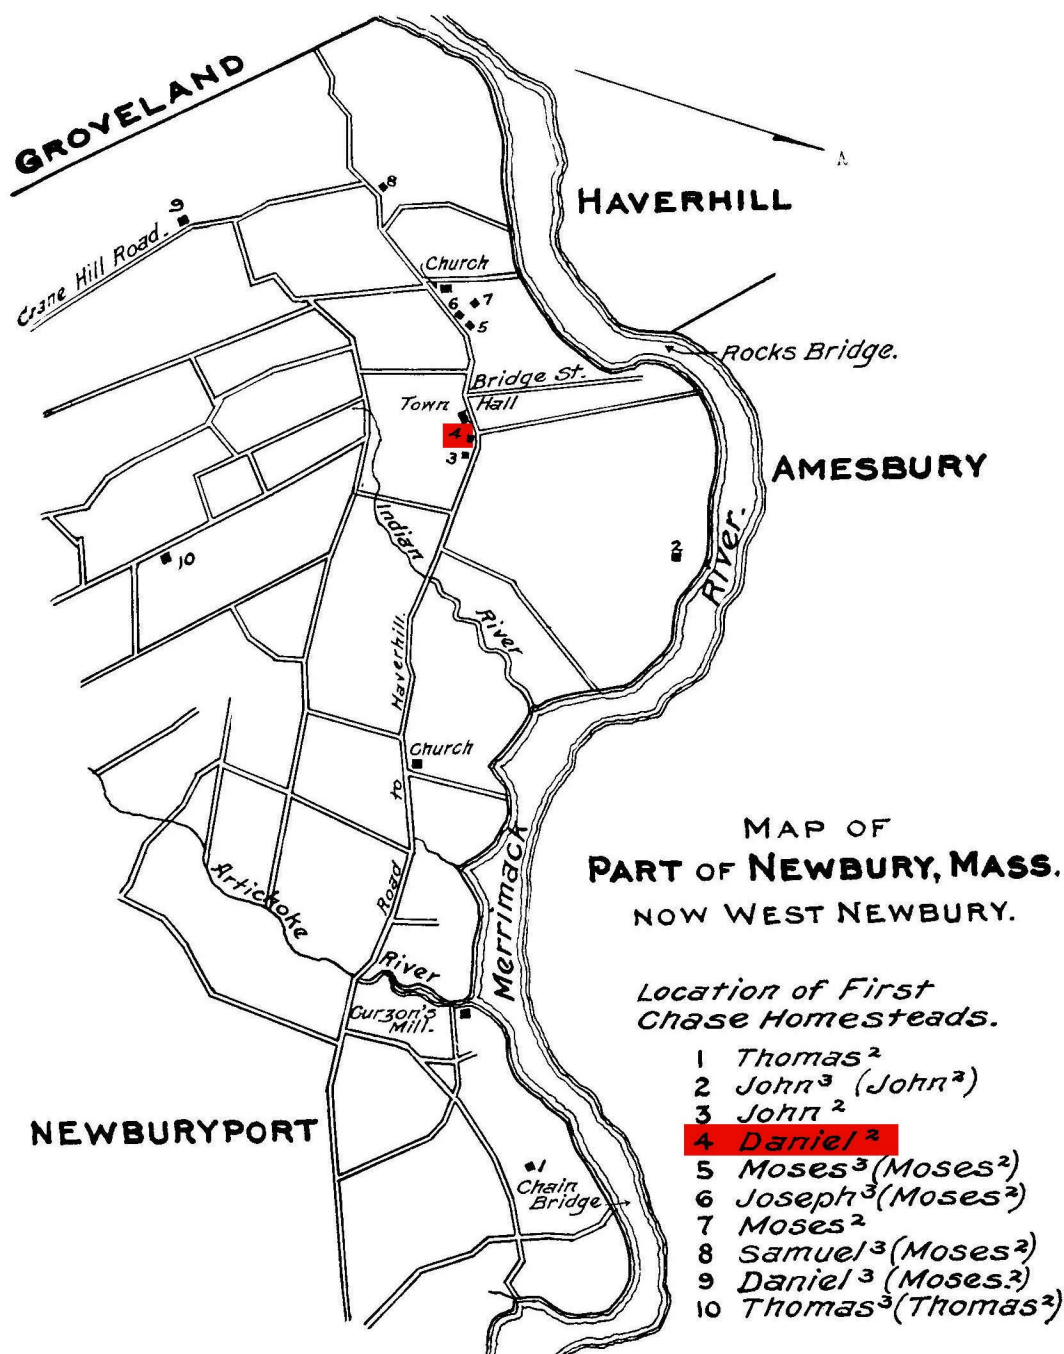 GROVELAND
A
HAVERHILL
8
9
Crane Hill Road.
Church
7
6
5
Rocks Bridge.
Bridge St.
Town Hall
4
3
AMESBURY
Indian River
2
River.
10
Road to Haverhill.
Church
Merrimack
Artichoke River
Curzon's
Mill.
NEWBURYPORT
1
Chain
Bridge
MAP OF
PART OF NEWBURY, MASS.
NOW WEST NEWBURY.
Location of First
Chase Homesteads.
1 Thomas²
2 John³ (John²)
3 John²
4 Daniel²
5 Moses³ (Moses²)
6 Joseph³ (Moses²)
7 Moses²
8 Samuel³ (Moses²)
9 Daniel³ (Moses²)
10 Thomas³ (Thomas²)